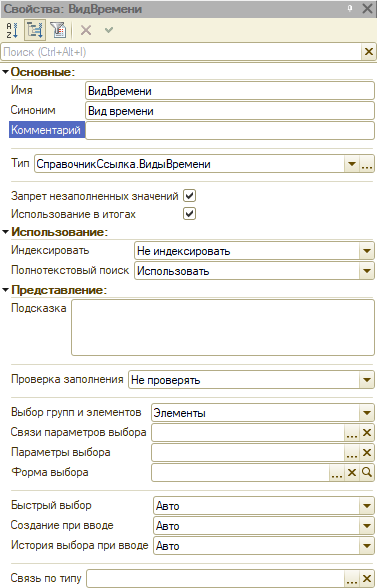 Свойства: ВидВремени
Поиск (Ctrl+Alt+I)
Основные:
Имя ВидВремени
Синоним Вид времени
Комментарий
Тип СправочникСсылка.ВидыВремени
Запрет незаполненных значений
Использование в итогах
Использование:
Индексировать Не индексировать
Полнотекстовый поиск Использовать
Представление:
Подсказка
Проверка заполнения Не проверять
Выбор групп и элементов Элементы
Связи параметров выбора
Параметры выбора
Форма выбора
Быстрый выбор Авто
Создание при вводе Авто
История выбора при вводе Авто
Связь по типу